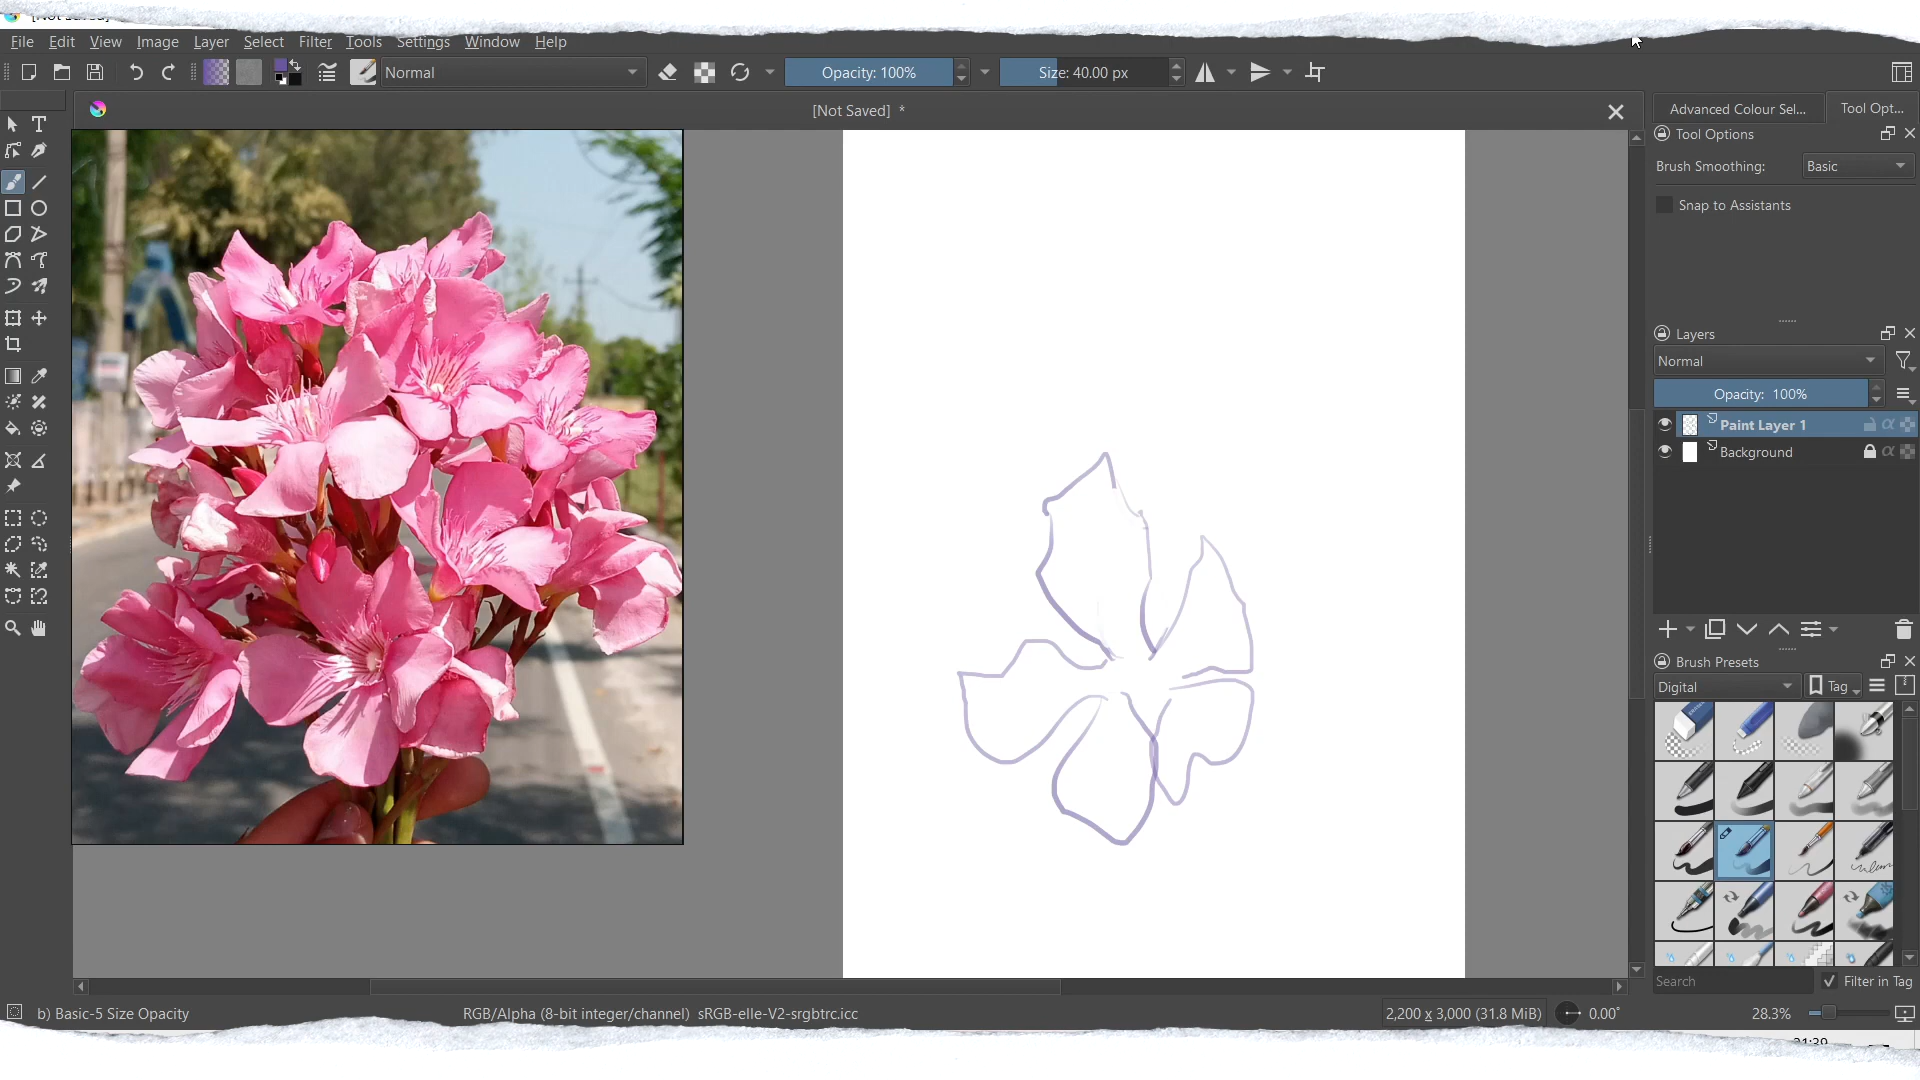 File Edit View Image Layer Select Filter Tools Settings Window Help
Normal Opacity: 100% Size: 40.00 px
[Not Saved] *
Advanced Colour Sel... Tool Opt...
Tool Options
Brush Smoothing: Basic
Snap to Assistants
Layers
Normal
Opacity: 100%
Paint Layer 1
Background
Brush Presets
Digital Tag
Search Filter in Tag
b) Basic-5 Size Opacity RGB/Alpha (8-bit integer/channel) sRGB-elle-V2-srgbtrc.icc 2,200 x 3,000 (31.8 MiB) 0.00° 28.3%